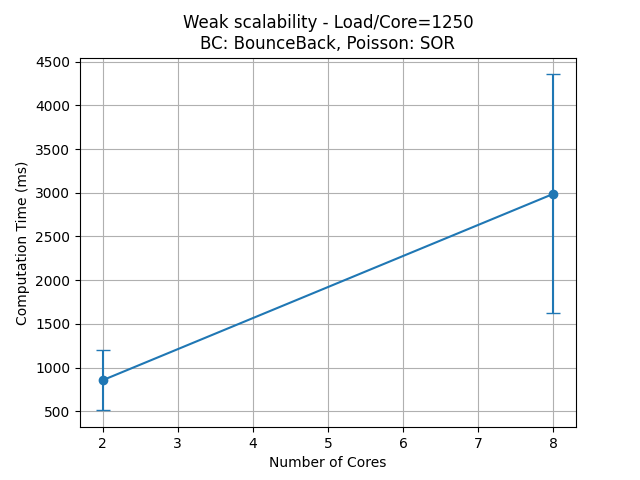 Weak scalability - Load/Core=1250
BC: BounceBack, Poisson: SOR
4500
4000
3500
3000
2500
2000
1500
1000
500
Computation Time (ms)
2 3 4 5 6 7 8
Number of Cores